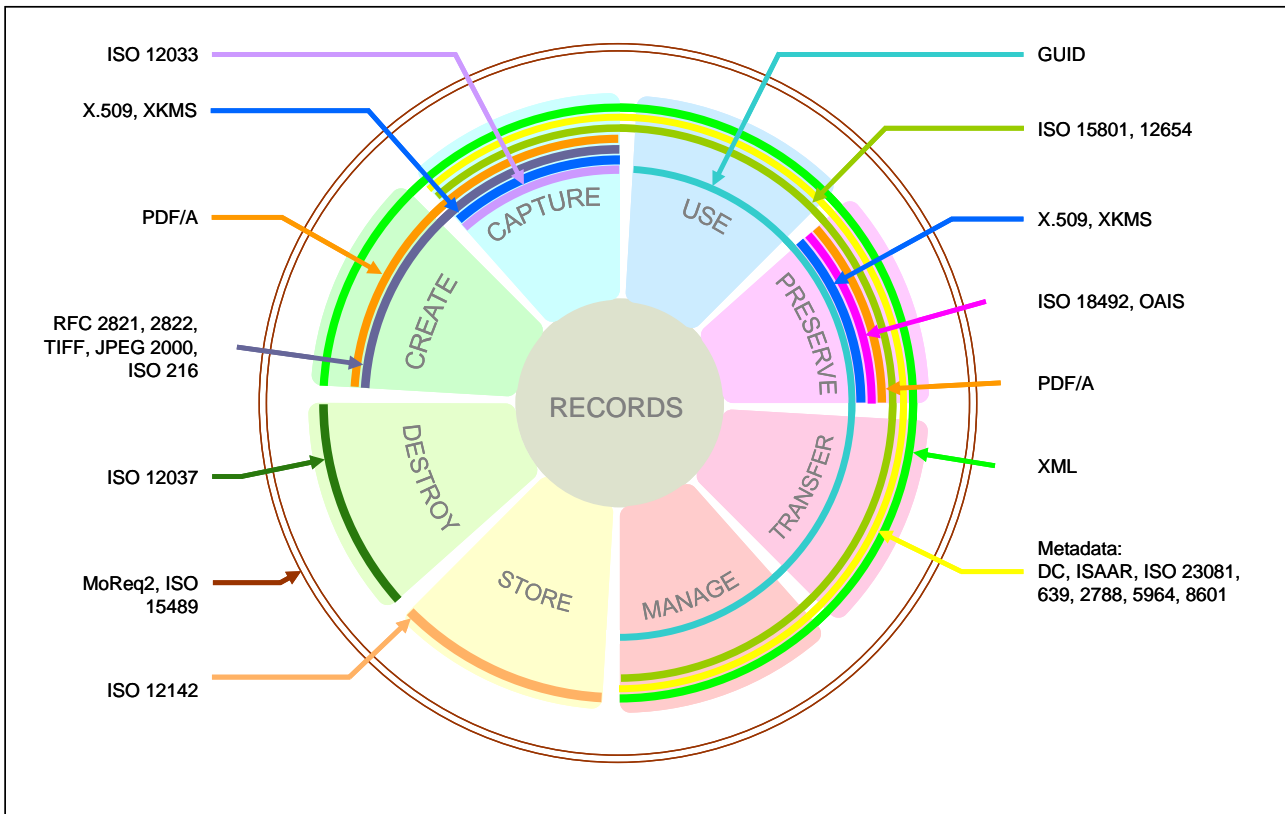 ISO 12033
X.509, XKMS
PDF/A
RFC 2821, 2822,
TIFF, JPEG 2000,
ISO 216
ISO 12037
MoReq2, ISO
15489
ISO 12142
CAPTURE
USE
CREATE
PRESERVE
RECORDS
DESTROY
TRANSFER
STORE
MANAGE
GUID
ISO 15801, 12654
X.509, XKMS
ISO 18492, OAIS
PDF/A
XML
Metadata:
DC, ISAAR, ISO 23081,
639, 2788, 5964, 8601